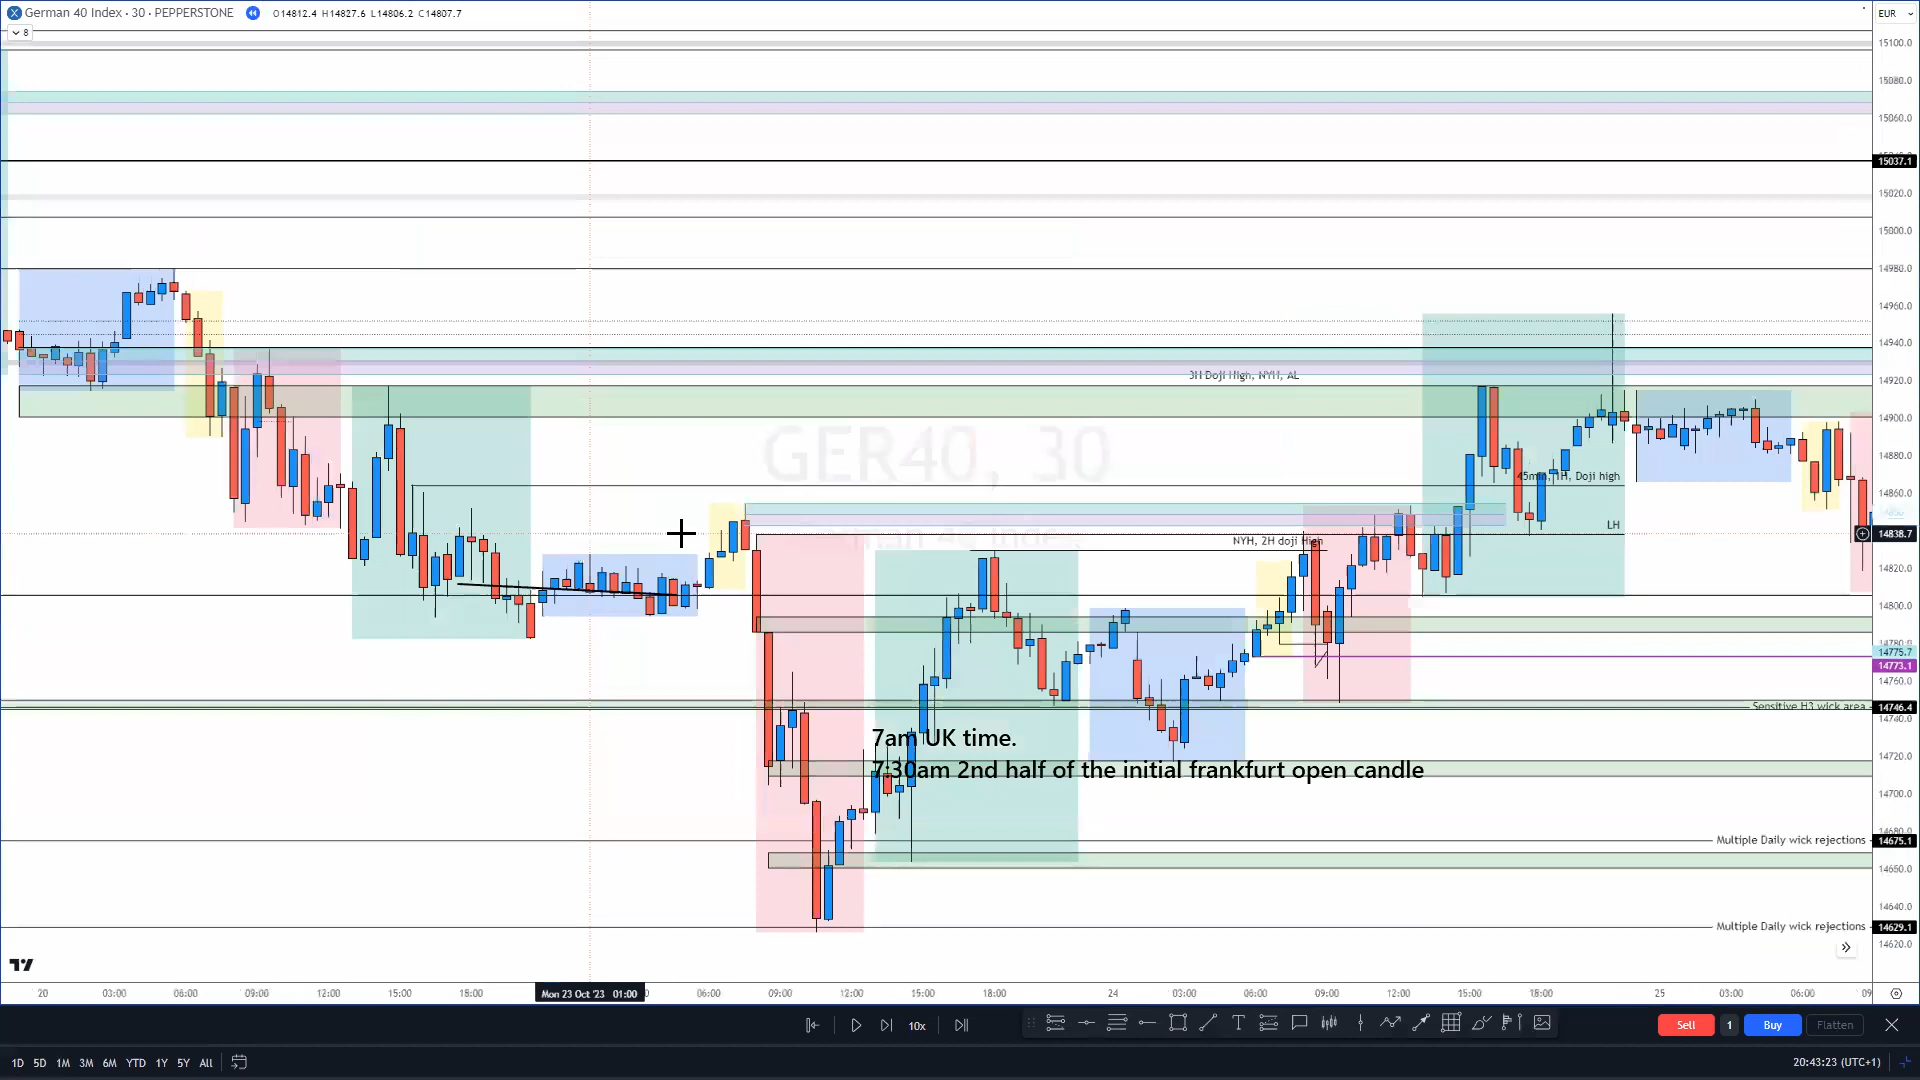 German 40 Index · 30 · PEPPERSTONE
O14812.4 H14827.6 L14806.2 C14807.7
EUR
8
15100.0
15080.0
15060.0
15037.1
15020.0
15000.0
14980.0
14960.0
14940.0
3H Doji High, NYH, AL
14920.0
14900.0
GER40, 30
14880.0
45min, 1H, Doji high
14860.0
LH
14838.7
NYH, 2H doji High
14820.0
14800.0
14780.0
14775.7
14773.1
14760.0
Sensitive H3 wick area
14746.4
14740.0
7am UK time.
14720.0
7:30am 2nd half of the initial frankfurt open candle
14700.0
14680.0
Multiple Daily wick rejections
14675.1
14650.0
14640.0
Multiple Daily wick rejections
14629.1
14620.0
20 03:00 06:00 09:00 12:00 15:00 18:00 Mon 23 Oct '23 01:00 06:00 09:00 12:00 15:00 18:00 24 03:00 06:00 09:00 12:00 15:00 18:00 25 03:00 06:00 09
10x
Sell 1 Buy Flatten
1D 5D 1M 3M 6M YTD 1Y 5Y All
20:43:23 (UTC+1)